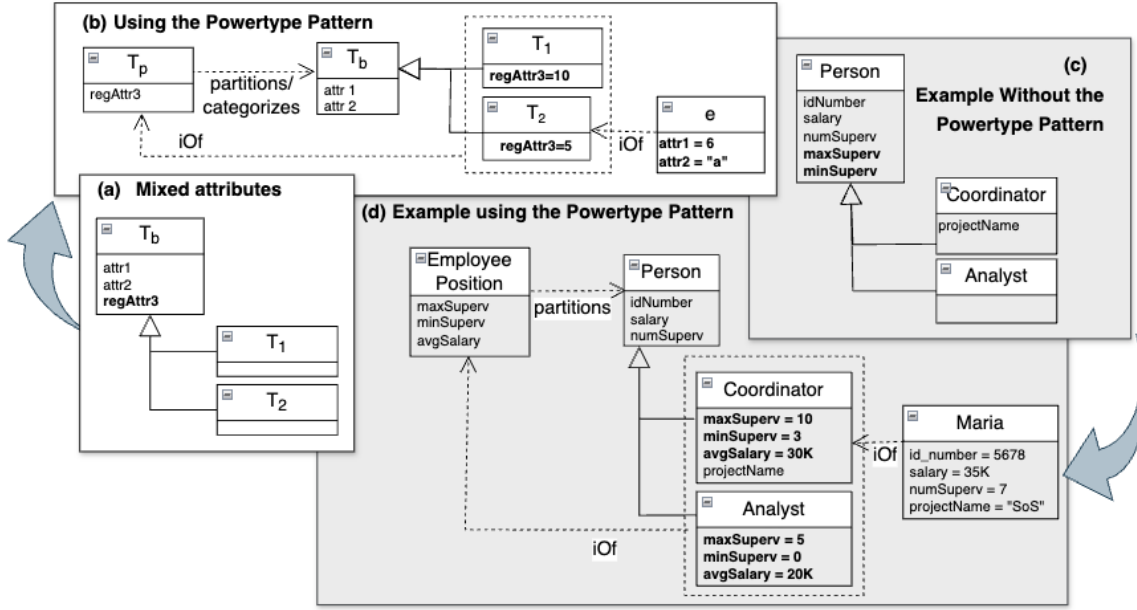 (b) Using the Powertype Pattern
Tp
regAttr3
partitions/
categorizes
Tb
attr 1
attr 2
T1
regAttr3=10
T2
regAttr3=5
e
attr1 = 6
attr2 = "a"
iOf
iOf
(c)
Example Without the
Powertype Pattern
Person
idNumber
salary
numSuperv
maxSuperv
minSuperv
Coordinator
projectName
Analyst
(a) Mixed attributes
Tb
attr1
attr2
regAttr3
T1
T2
(d) Example using the Powertype Pattern
Employee
Position
maxSuperv
minSuperv
avgSalary
partitions
Person
idNumber
salary
numSuperv
Coordinator
maxSuperv = 10
minSuperv = 3
avgSalary = 30K
projectName
Analyst
maxSuperv = 5
minSuperv = 0
avgSalary = 20K
iOf
iOf
Maria
id_number = 5678
salary = 35K
numSuperv = 7
projectName = "SoS"